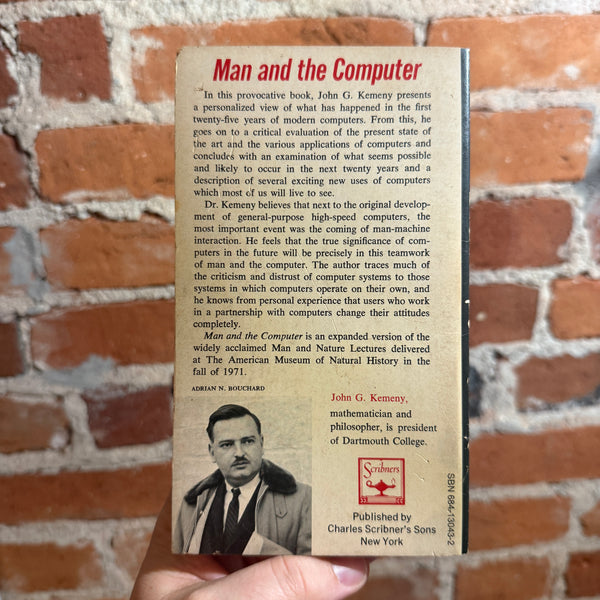 Man and the Computer
In this provocative book, John G. Kemeny presents
a personalized view of what has happened in the first
twenty-five years of modern computers. From this, he
goes on to a critical evaluation of the present state of
the art and the various applications of computers and
concludes with an examination of what seems possible
and likely to occur in the next twenty years and a
description of several exciting new uses of computers
which most of us will live to see.
Dr. Kemeny believes that next to the original develop-
ment of general-purpose high-speed computers, the
most important event was the coming of man-machine
interaction. He feels that the true significance of com-
puters in the future will be precisely in this teamwork
of man and the computer. The author traces much of
the criticism and distrust of computer systems to those
systems in which computers operate on their own, and
he knows from personal experience that users who work
in a partnership with computers change their attitudes
completely.
Man and the Computer is an expanded version of the
widely acclaimed Man and Nature Lectures delivered
at The American Museum of Natural History in the
fall of 1971.
ADRIAN N. BOUCHARD
John G. Kemeny,
mathematician and
philosopher, is president
of Dartmouth College.
Scribners
Published by
Charles Scribner's Sons
New York
SBN 684-13043-2